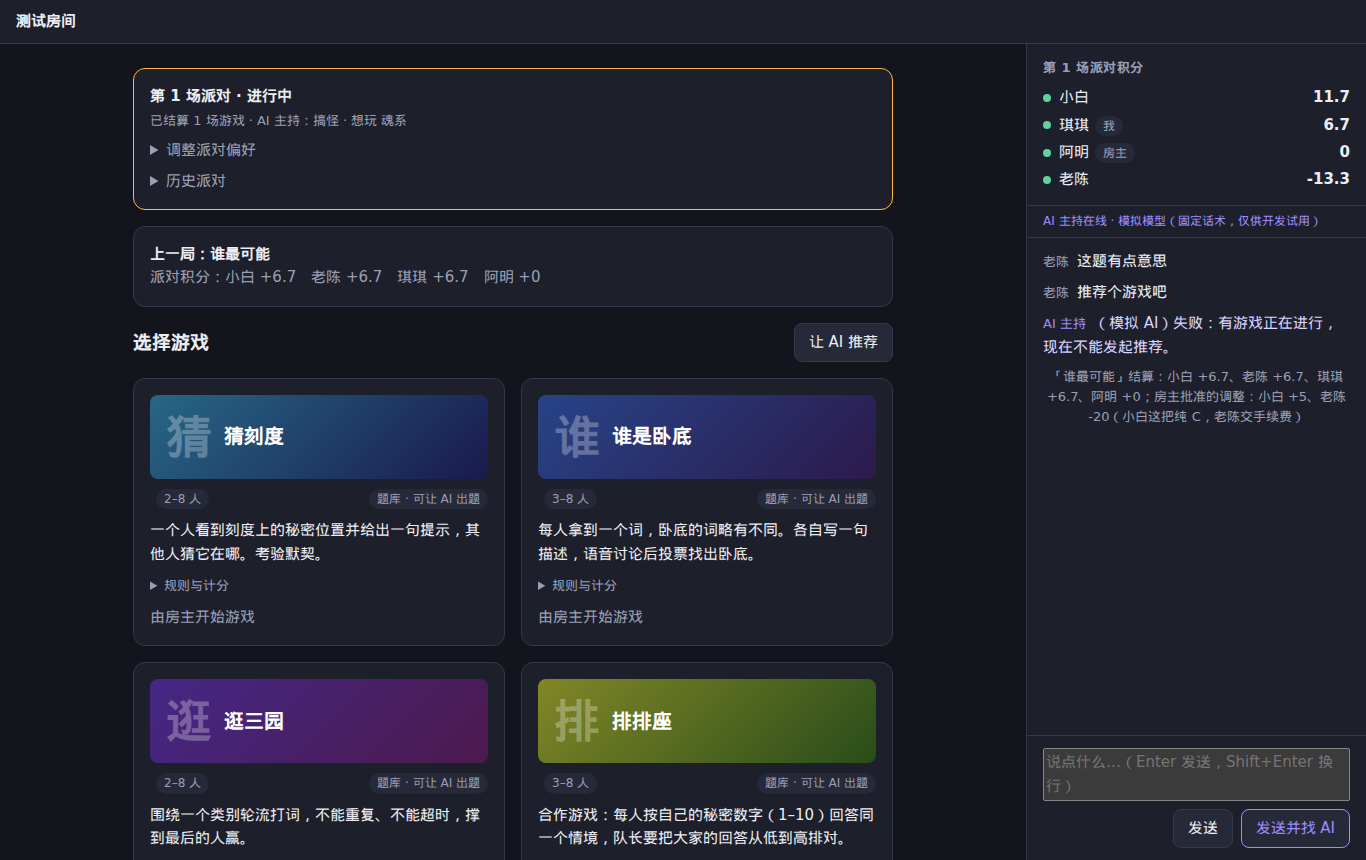 测试房间
第 1 场派对 · 进行中
已结算 1 场游戏 · AI 主持：搞怪 · 想玩 魂系
▶ 调整派对偏好
▶ 历史派对
上一局：谁最可能
派对积分：小白 +6.7 老陈 +6.7 琪琪 +6.7 阿明 +0
选择游戏
让 AI 推荐
猜 猜刻度
2–8 人 题库 · 可让 AI 出题
一个人看到刻度上的秘密位置并给出一句提示，其
他人猜它在哪。考验默契。
▶ 规则与计分
由房主开始游戏
谁 谁是卧底
3–8 人 题库 · 可让 AI 出题
每人拿到一个词，卧底的词略有不同。各自写一句
描述，语音讨论后投票找出卧底。
▶ 规则与计分
由房主开始游戏
逛 逛三园
2–8 人 题库 · 可让 AI 出题
围绕一个类别轮流打词，不能重复、不能超时，撑
到最后的人赢。
排 排排座
3–8 人 题库 · 可让 AI 出题
合作游戏：每人按自己的秘密数字（1–10）回答同
一个情境，队长要把大家的回答从低到高排对。
第 1 场派对积分
小白 11.7
琪琪 我 6.7
阿明 房主 0
老陈 -13.3
AI 主持在线 · 模拟模型（固定话术，仅供开发试用）
老陈 这题有点意思
老陈 推荐个游戏吧
AI 主持 （模拟 AI）失败：有游戏正在进行，
现在不能发起推荐。
「谁最可能」结算：小白 +6.7、老陈 +6.7、琪琪
+6.7、阿明 +0；房主批准的调整：小白 +5、老陈
-20（小白这把纯 C，老陈交手续费）
说点什么…（Enter 发送，Shift+Enter 换
行）
发送
发送并找 AI